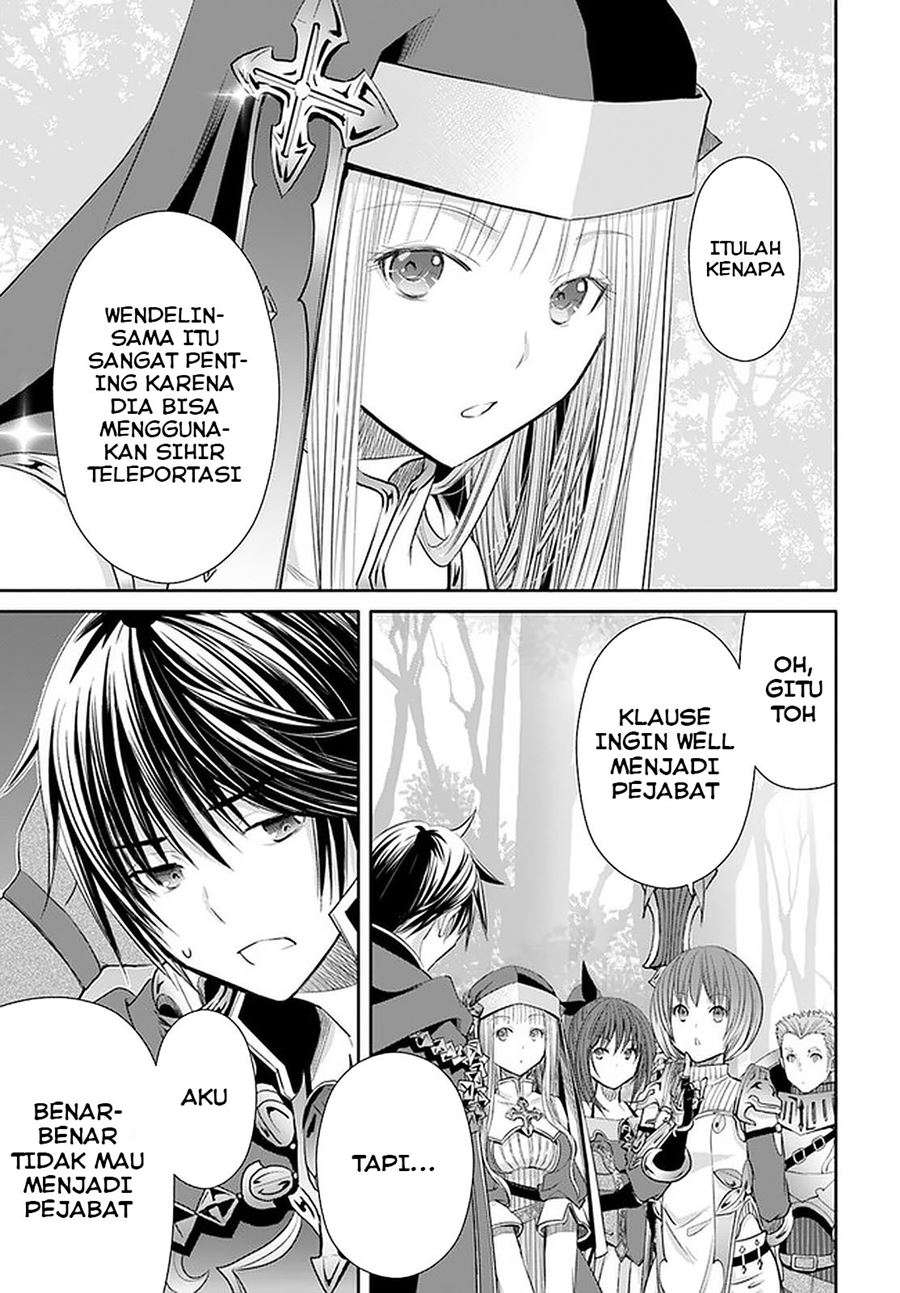 ITULAH
KENAPA
WENDELIN-
SAMA ITU
SANGAT PENT-
ING KARENA
DIA BISA
MENGGUNA-
KAN SIHIR
TELEPORTASI
OH,
GITU
TOH
KLAUSE
INGIN WELL
MENJADI
PEJABAT
TAPI...
AKU
BENAR-
BENAR
TIDAK MAU
MENJADI
PEJABAT